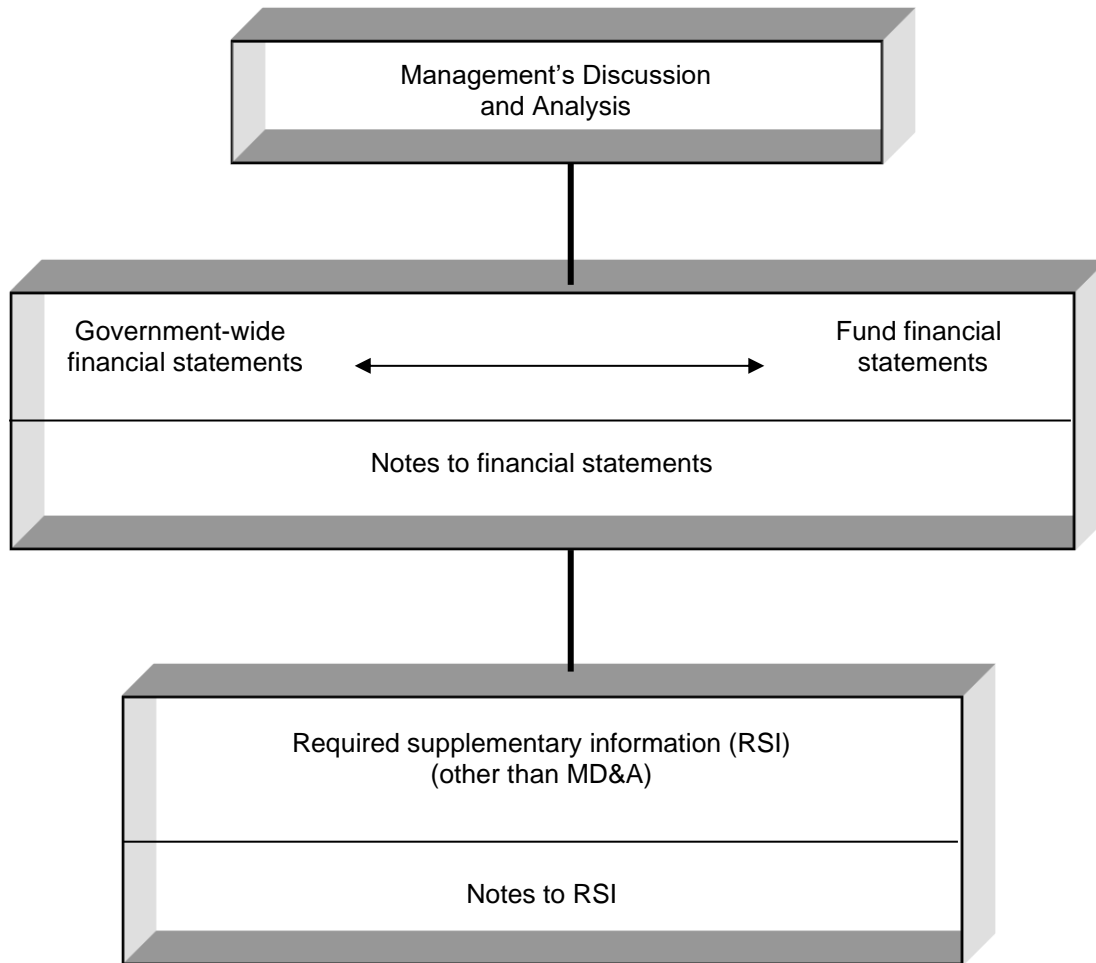 Management’s Discussion
and Analysis
Government-wide
financial statements
Fund financial
statements
Notes to financial statements
Required supplementary information (RSI)
(other than MD&A)
Notes to RSI